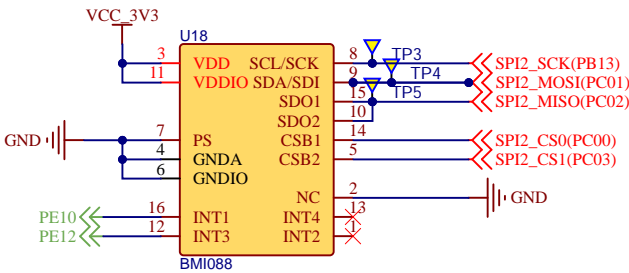 VCC_3V3
U18
3 VDD SCL/SCK 8 TP3 SPI2_SCK(PB13)
11 VDDIO SDA/SDI 9 TP4 SPI2_MOSI(PC01)
SDO1 15 TP5 SPI2_MISO(PC02)
SDO2 10
GND 7 PS CSB1 14 SPI2_CS0(PC00)
4 GNDA CSB2 5 SPI2_CS1(PC03)
6 GNDIO
NC 2 GND
PE10 16 INT1 INT4 13
PE12 12 INT3 INT2 1
BMI088